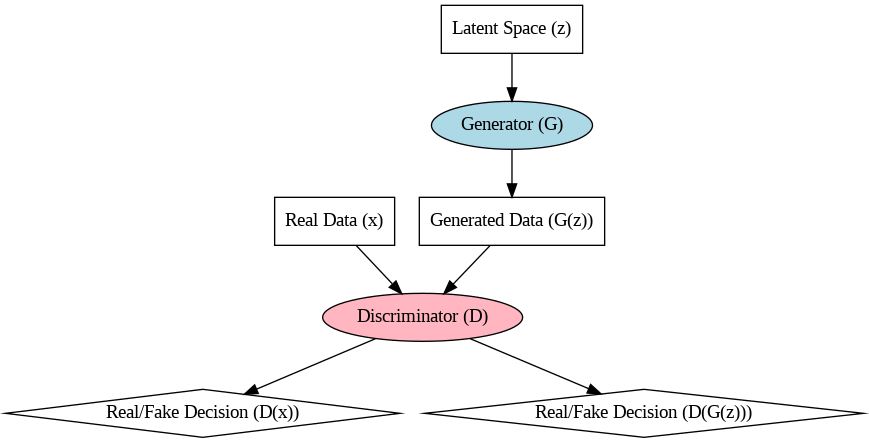 Latent Space (z)
Generator (G)
Real Data (x)
Generated Data (G(z))
Discriminator (D)
Real/Fake Decision (D(x))
Real/Fake Decision (D(G(z)))